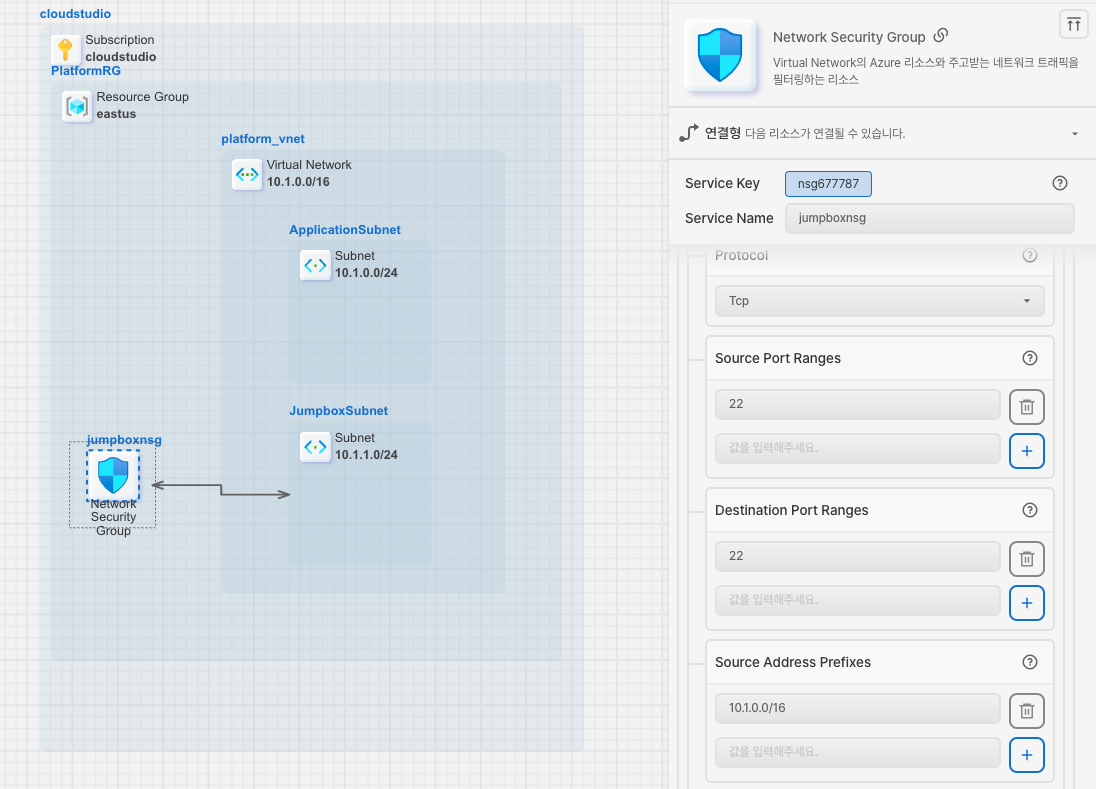 cloudstudio
Subscription
cloudstudio
PlatformRG
Resource Group
eastus
platform_vnet
Virtual Network
10.1.0.0/16
ApplicationSubnet
Subnet
10.1.0.0/24
JumpboxSubnet
Subnet
10.1.1.0/24
jumpboxnsg
Network
Security
Group
Network Security Group
Virtual Network의 Azure 리소스와 주고받는 네트워크 트래픽을
필터링하는 리소스
연결형 다음 리소스가 연결될 수 있습니다.
Service Key
nsg677787
Service Name
jumpboxnsg
Protocol
Tcp
Source Port Ranges
22
값을 입력해주세요.
Destination Port Ranges
22
값을 입력해주세요.
Source Address Prefixes
10.1.0.0/16
값을 입력해주세요.